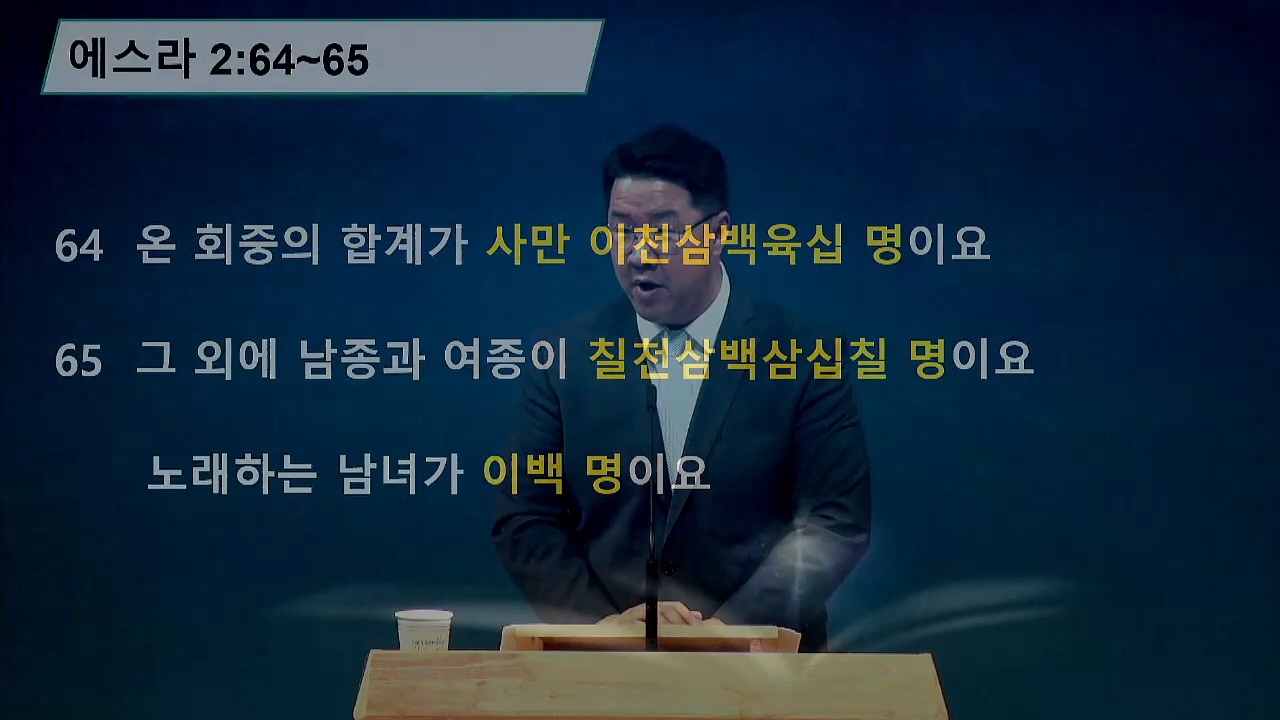 에스라 2:64~65
64 온 회중의 합계가 사만 이천삼백육십 명이요
65 그 외에 남종과 여종이 칠천삼백삼십칠 명이요
노래하는 남녀가 이백 명이요